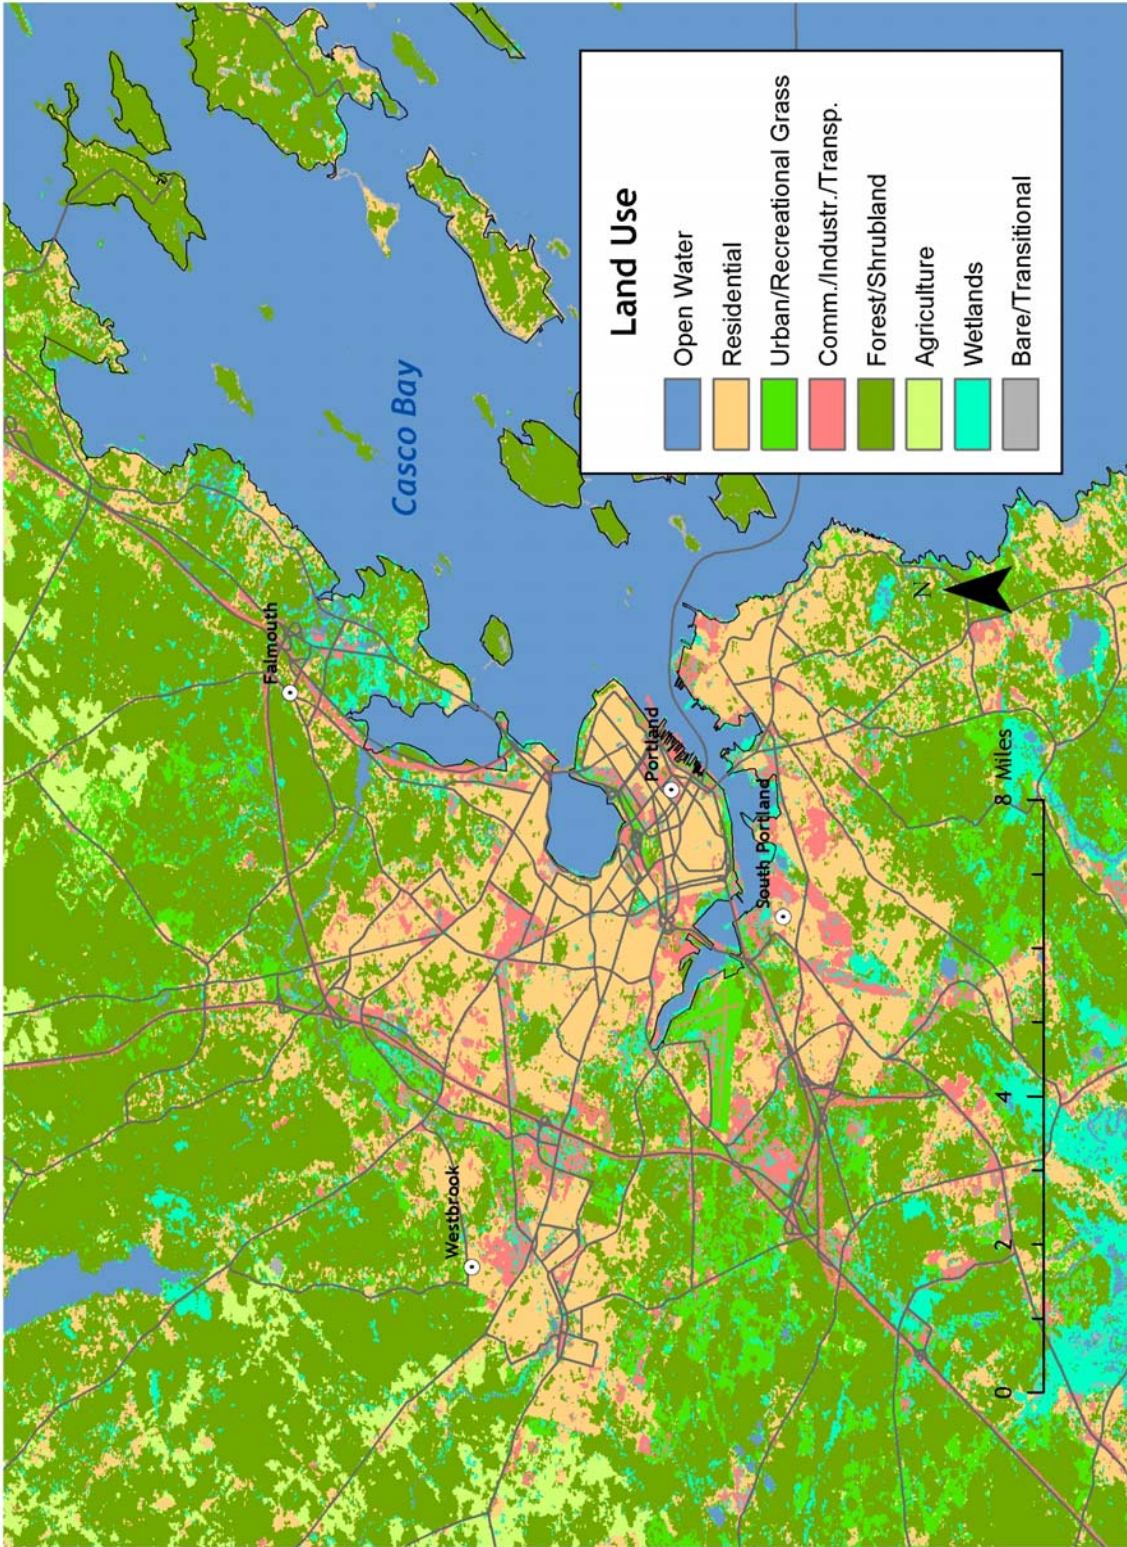 Land Use
Open Water
Residential
Urban/Recreational Grass
Comm./Industr./Transp.
Forest/Shrubland
Agriculture
Wetlands
Bare/Transitional
Casco Bay
Falmouth
Westbrook
Portland
South Portland
N
0 2 4 8 Miles